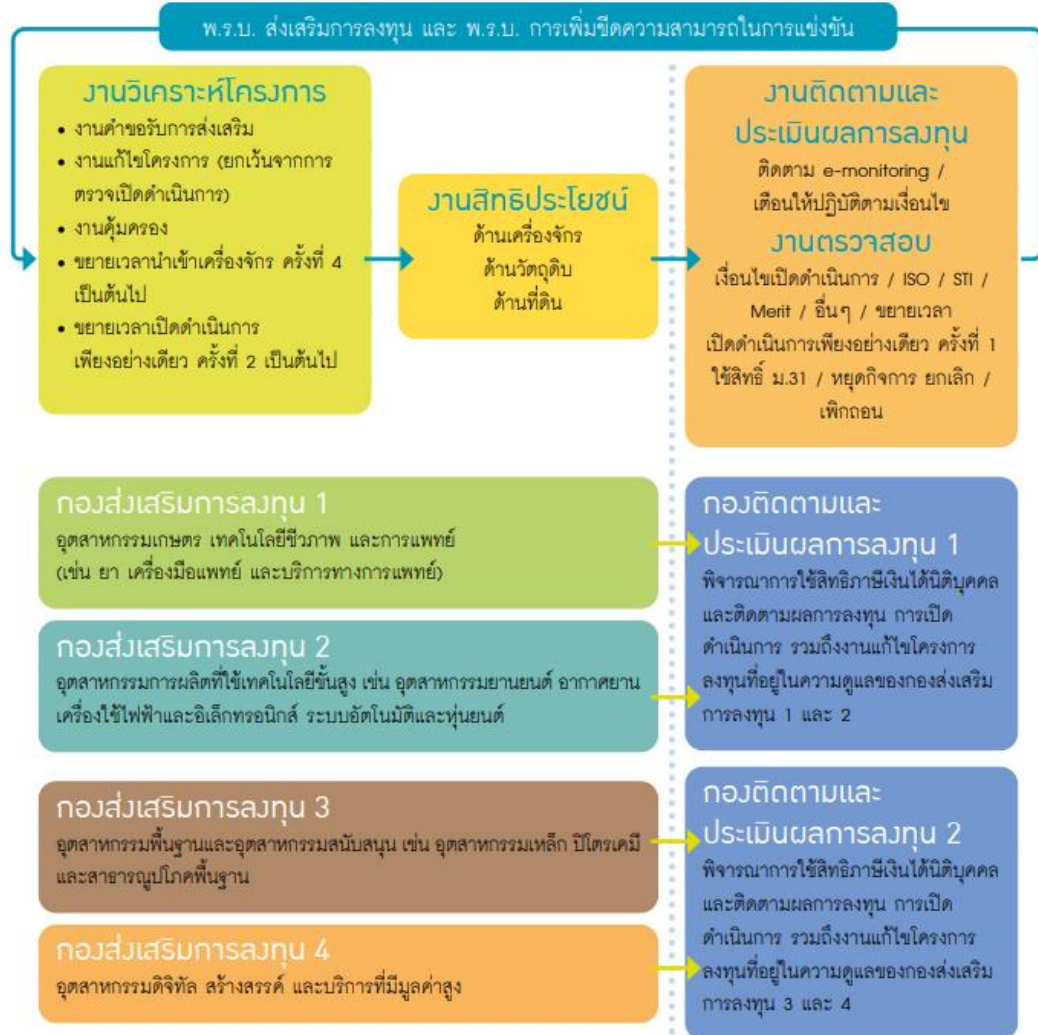 พ.ร.บ. ส่งเสริมการลงทุน และ พ.ร.บ. การเพิ่มขีดความสามารถในการแข่งขัน
งานวิเคราะห์โครงการ
• งานคำขอรับการส่งเสริม
• งานแก้ไขโครงการ (ยกเว้นจากการ
ตรวจเปิดดำเนินการ)
• งานคุ้มครอง
• ขยายเวลานำเข้าเครื่องจักร ครั้งที่ 4
เป็นต้นไป
• ขยายเวลาเปิดดำเนินการ
เพียงอย่างเดียว ครั้งที่ 2 เป็นต้นไป
งานสิทธิประโยชน์
ด้านเครื่องจักร
ด้านวัตถุดิบ
ด้านที่ดิน
งานติดตามและ
ประเมินผลการลงทุน
ติดตาม e-monitoring /
เตือนให้ปฏิบัติตามเงื่อนไข
งานตรวจสอบ
เงื่อนไขเปิดดำเนินการ / ISO / STI /
Merit / อื่นๆ / ขยายเวลา
เปิดดำเนินการเพียงอย่างเดียว ครั้งที่ 1
ใช้สิทธิ์ ม.31 / หยุดกิจการ ยกเลิก /
เพิกถอน
กองส่งเสริมการลงทุน 1
อุตสาหกรรมเกษตร เทคโนโลยีชีวภาพ และการแพทย์
(เช่น ยา เครื่องมือแพทย์ และบริการทางการแพทย์)
กองส่งเสริมการลงทุน 2
อุตสาหกรรมการผลิตที่ใช้เทคโนโลยีขั้นสูง เช่น อุตสาหกรรมยานยนต์ อากาศยาน
เครื่องใช้ไฟฟ้าและอิเล็กทรอนิกส์ ระบบอัตโนมัติและหุ่นยนต์
กองติดตามและ
ประเมินผลการลงทุน 1
พิจารณาการใช้สิทธิภาษีเงินได้นิติบุคคล
และติดตามผลการลงทุน การเปิด
ดำเนินการ รวมถึงงานแก้ไขโครงการ
ลงทุนที่อยู่ในความดูแลของกองส่งเสริม
การลงทุน 1 และ 2
กองส่งเสริมการลงทุน 3
อุตสาหกรรมพื้นฐานและอุตสาหกรรมสนับสนุน เช่น อุตสาหกรรมเหล็ก ปิโตรเคมี
และสาธารณูปโภคพื้นฐาน
กองส่งเสริมการลงทุน 4
อุตสาหกรรมดิจิทัล สร้างสรรค์ และบริการที่มีมูลค่าสูง
กองติดตามและ
ประเมินผลการลงทุน 2
พิจารณาการใช้สิทธิภาษีเงินได้นิติบุคคล
และติดตามผลการลงทุน การเปิด
ดำเนินการ รวมถึงงานแก้ไขโครงการ
ลงทุนที่อยู่ในความดูแลของกองส่งเสริม
การลงทุน 3 และ 4